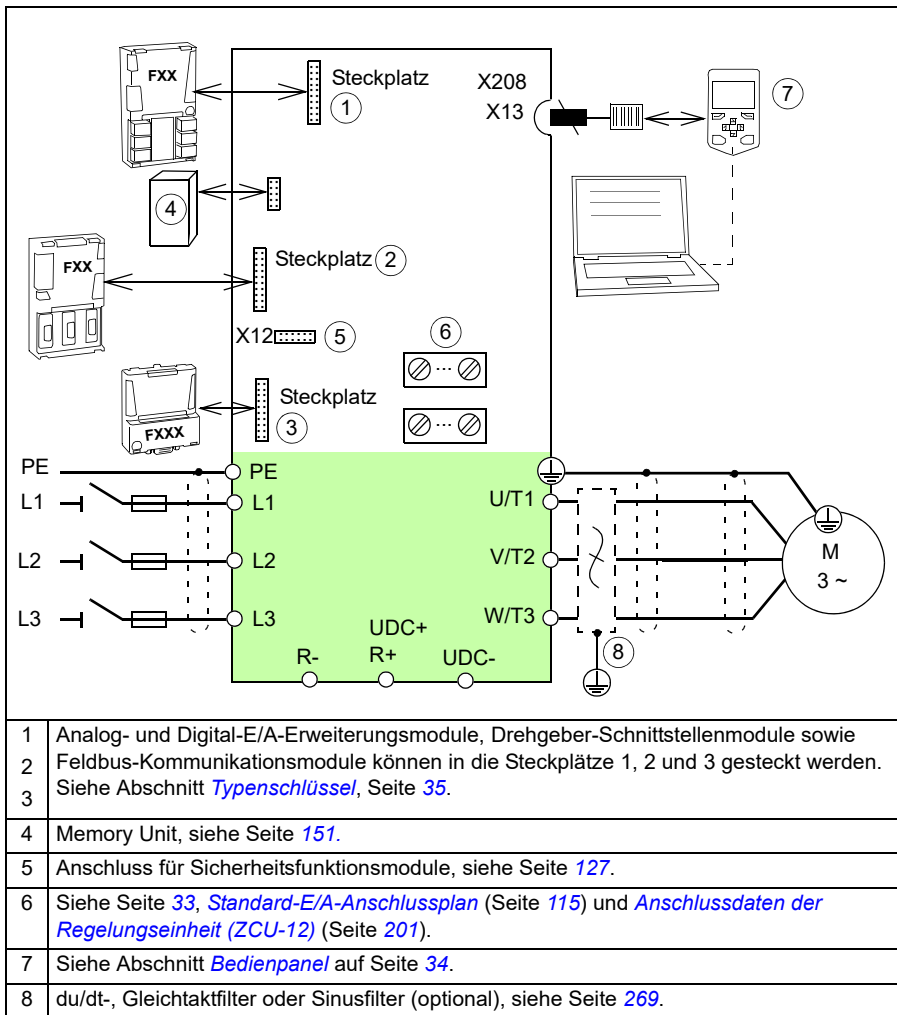 FXX
Steckplatz
1
X208
X13
7
4
FXX
Steckplatz 2
X12
5
6
Steckplatz
3
FXXX
PE
PE
L1
L1
U/T1
L2
L2
V/T2
M
3 ~
L3
L3
W/T3
UDC+
R-
R+
UDC-
8
1
2
3
Analog- und Digital-E/A-Erweiterungsmodule, Drehgeber-Schnittstellenmodule sowie
Feldbus-Kommunikationsmodule können in die Steckplätze 1, 2 und 3 gesteckt werden.
Siehe Abschnitt Typenschlüssel, Seite 35.
4 Memory Unit, siehe Seite 151.
5 Anschluss für Sicherheitsfunktionsmodule, siehe Seite 127.
6 Siehe Seite 33, Standard-E/A-Anschlussplan (Seite 115) und Anschlussdaten der
Regelungseinheit (ZCU-12) (Seite 201).
7 Siehe Abschnitt Bedienpanel auf Seite 34.
8 du/dt-, Gleichtaktfilter oder Sinusfilter (optional), siehe Seite 269.